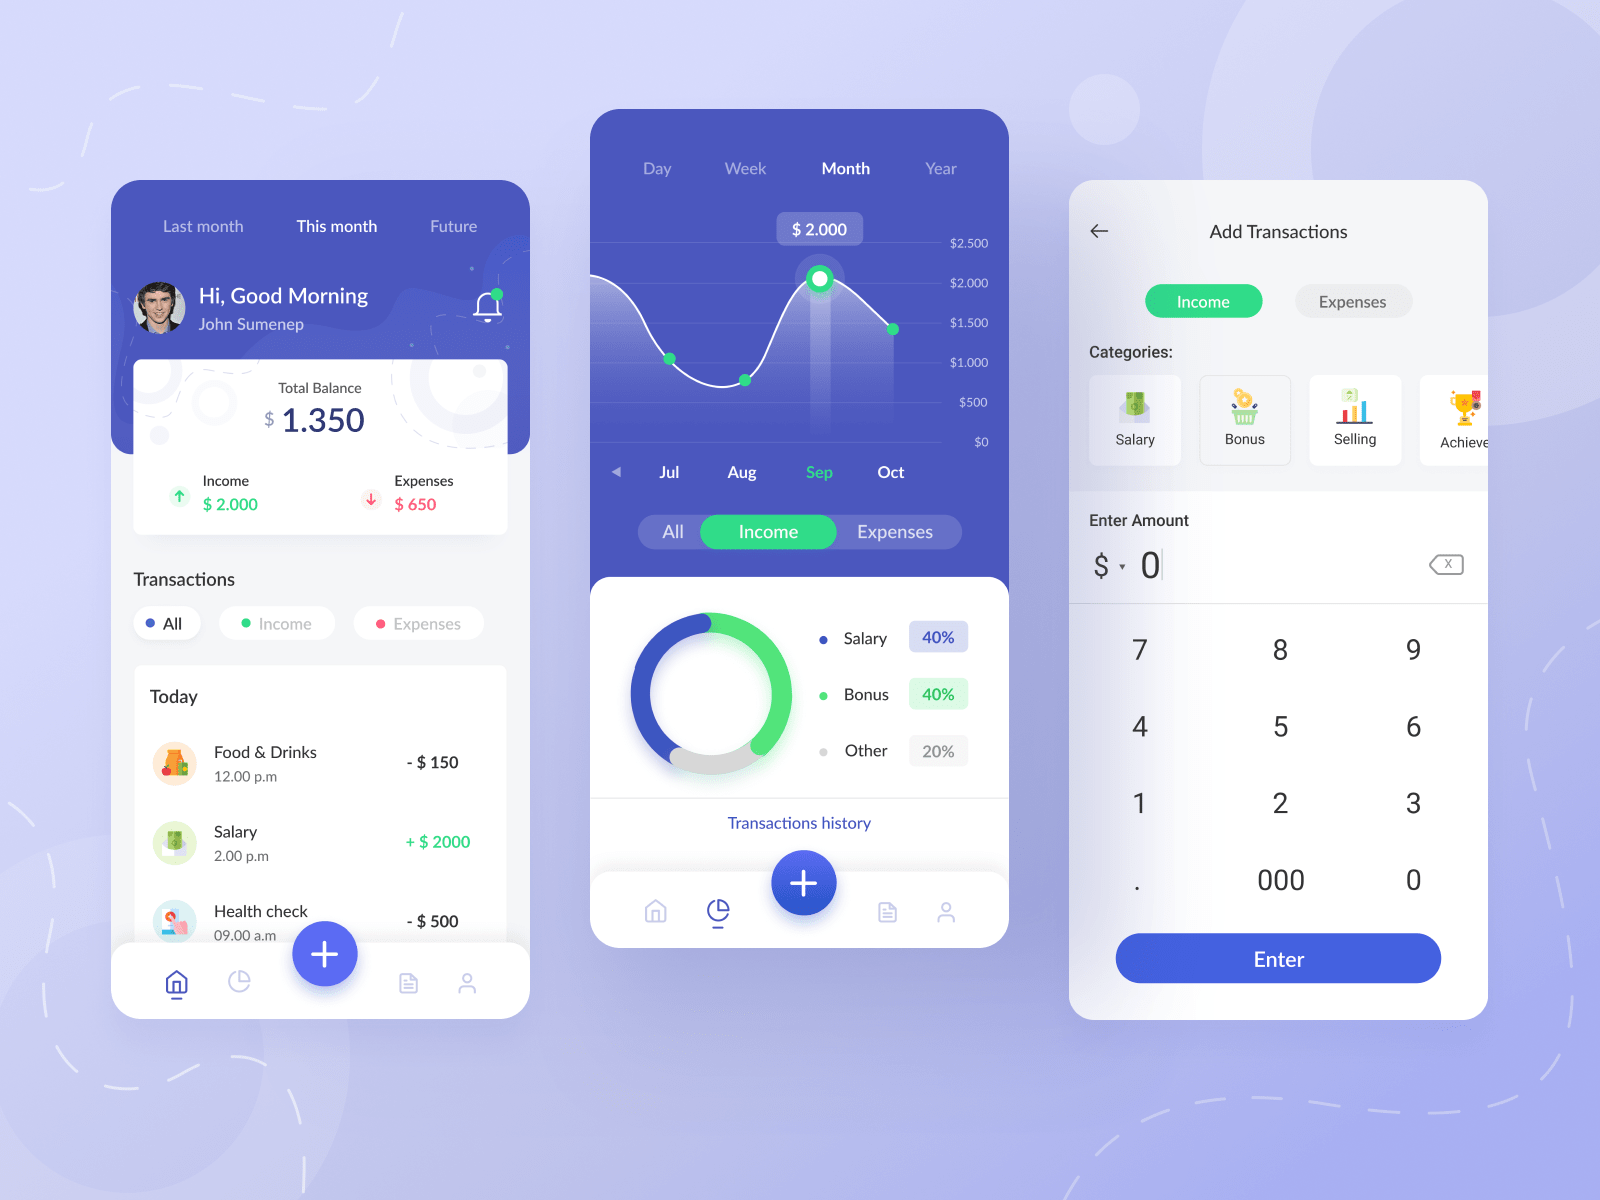 Last month This month Future
Hi, Good Morning
John Sumenep
Total Balance
$ 1.350
Income Expenses
$ 2.000 $ 650
Transactions
All Income Expenses
Today
Food & Drinks
12.00 p.m
- $ 150
Salary
2.00 p.m
+ $ 2000
Health check
09.00 a.m
- $ 500
Day Week Month Year
$ 2.000
$2.500
$2.000
$1.500
$1.000
$500
$0
Jul Aug Sep Oct
All Income Expenses
Salary 40%
Bonus 40%
Other 20%
Transactions history
Add Transactions
Income Expenses
Categories:
Salary Bonus Selling Achieve
Enter Amount
$ 0
X
7 8 9
4 5 6
1 2 3
. 000 0
Enter